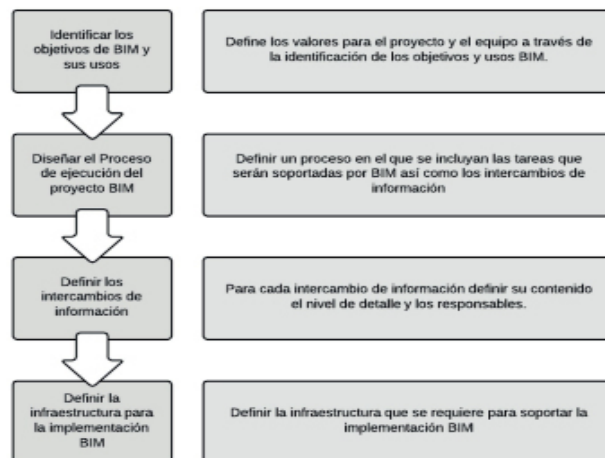 Identificar los
objetivos de BIM y
sus usos
Define los valores para el proyecto y el equipo a través de
la identificación de los objetivos y usos BIM.
Diseñar el Proceso
de ejecución del
proyecto BIM
Definir un proceso en el que se incluyan las tareas que
serán soportadas por BIM así como los intercambios de
información
Definir los
intercambios de
información
Para cada intercambio de información definir su contenido
el nivel de detalle y los responsables.
Definir la
infraestructura para
la implementación
BIM
Definir la infraestructura que se requiere para soportar la
implementación BIM